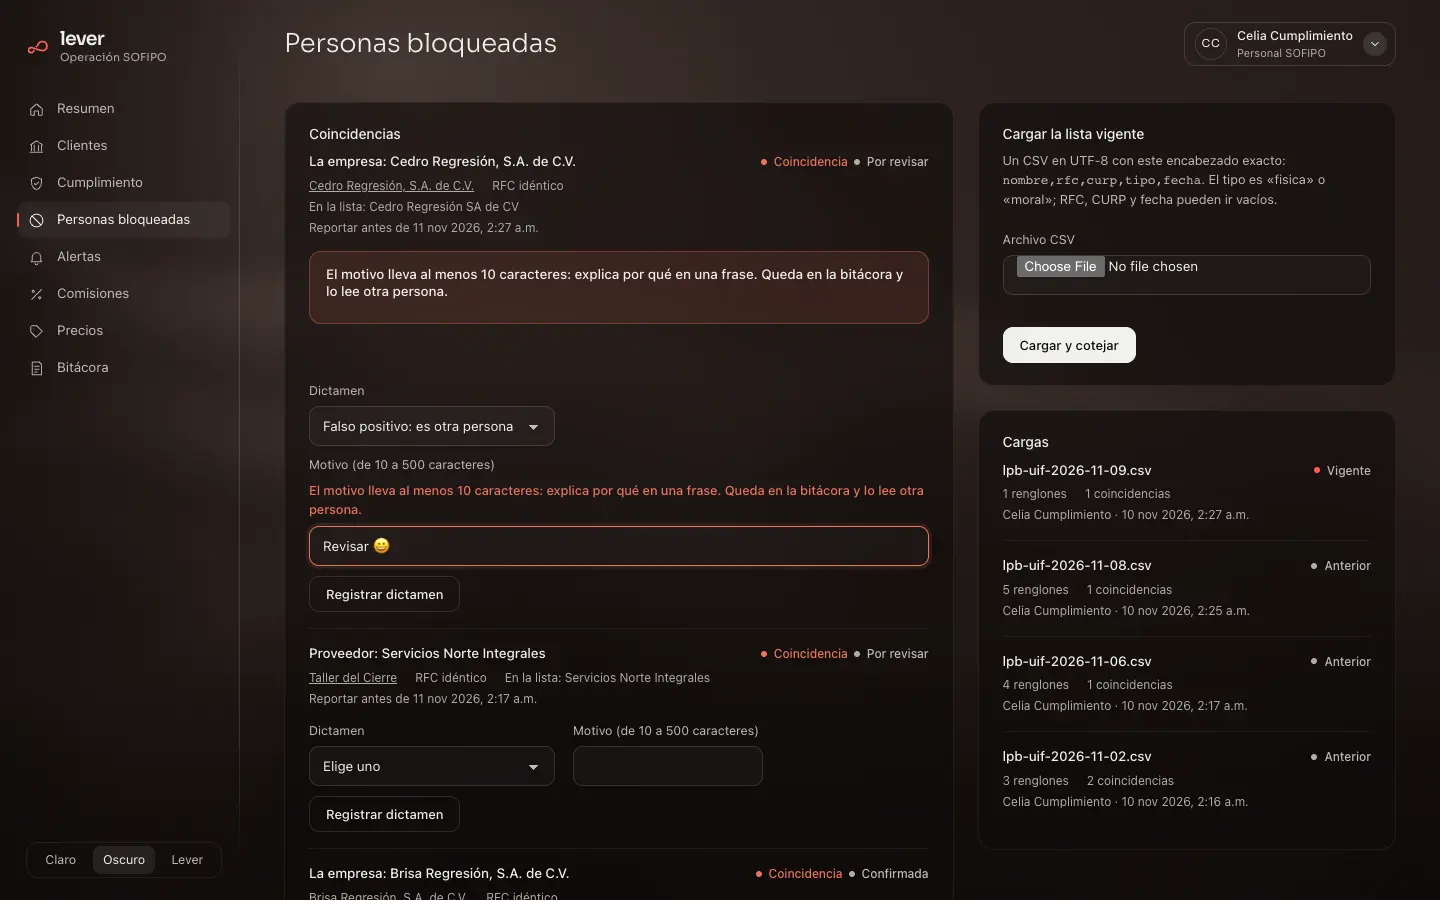 lever
Operación SOFIPO
Resumen
Clientes
Cumplimiento
Personas bloqueadas
Alertas
Comisiones
Precios
Bitácora
Claro
Oscuro
Lever
Personas bloqueadas
CC
Celia Cumplimiento
Personal SOFIPO
Coincidencias
La empresa: Cedro Regresión, S.A. de C.V.
Coincidencia
Por revisar
Cedro Regresión, S.A. de C.V.
RFC idéntico
En la lista: Cedro Regresión SA de CV
Reportar antes de 11 nov 2026, 2:27 a.m.
El motivo lleva al menos 10 caracteres: explica por qué en una frase. Queda en la bitácora y
lo lee otra persona.
Dictamen
Falso positivo: es otra persona
Motivo (de 10 a 500 caracteres)
El motivo lleva al menos 10 caracteres: explica por qué en una frase. Queda en la bitácora y lo lee otra
persona.
Revisar 😄
Registrar dictamen
Proveedor: Servicios Norte Integrales
Coincidencia
Por revisar
Taller del Cierre
RFC idéntico
En la lista: Servicios Norte Integrales
Reportar antes de 11 nov 2026, 2:17 a.m.
Dictamen
Motivo (de 10 a 500 caracteres)
Elige uno
Registrar dictamen
La empresa: Brisa Regresión, S.A. de C.V.
Coincidencia
Confirmada
Brisa Regresión, S.A. de C.V.
RFC idéntico
Cargar la lista vigente
Un CSV en UTF-8 con este encabezado exacto:
nombre,rfc,curp,tipo,fecha. El tipo es «fisica» o
«moral»; RFC, CURP y fecha pueden ir vacíos.
Archivo CSV
Choose File No file chosen
Cargar y cotejar
Cargas
lpb-uif-2026-11-09.csv
Vigente
1 renglones
1 coincidencias
Celia Cumplimiento · 10 nov 2026, 2:27 a.m.
lpb-uif-2026-11-08.csv
Anterior
5 renglones
1 coincidencias
Celia Cumplimiento · 10 nov 2026, 2:25 a.m.
lpb-uif-2026-11-06.csv
Anterior
4 renglones
1 coincidencias
Celia Cumplimiento · 10 nov 2026, 2:17 a.m.
lpb-uif-2026-11-02.csv
Anterior
3 renglones
2 coincidencias
Celia Cumplimiento · 10 nov 2026, 2:16 a.m.